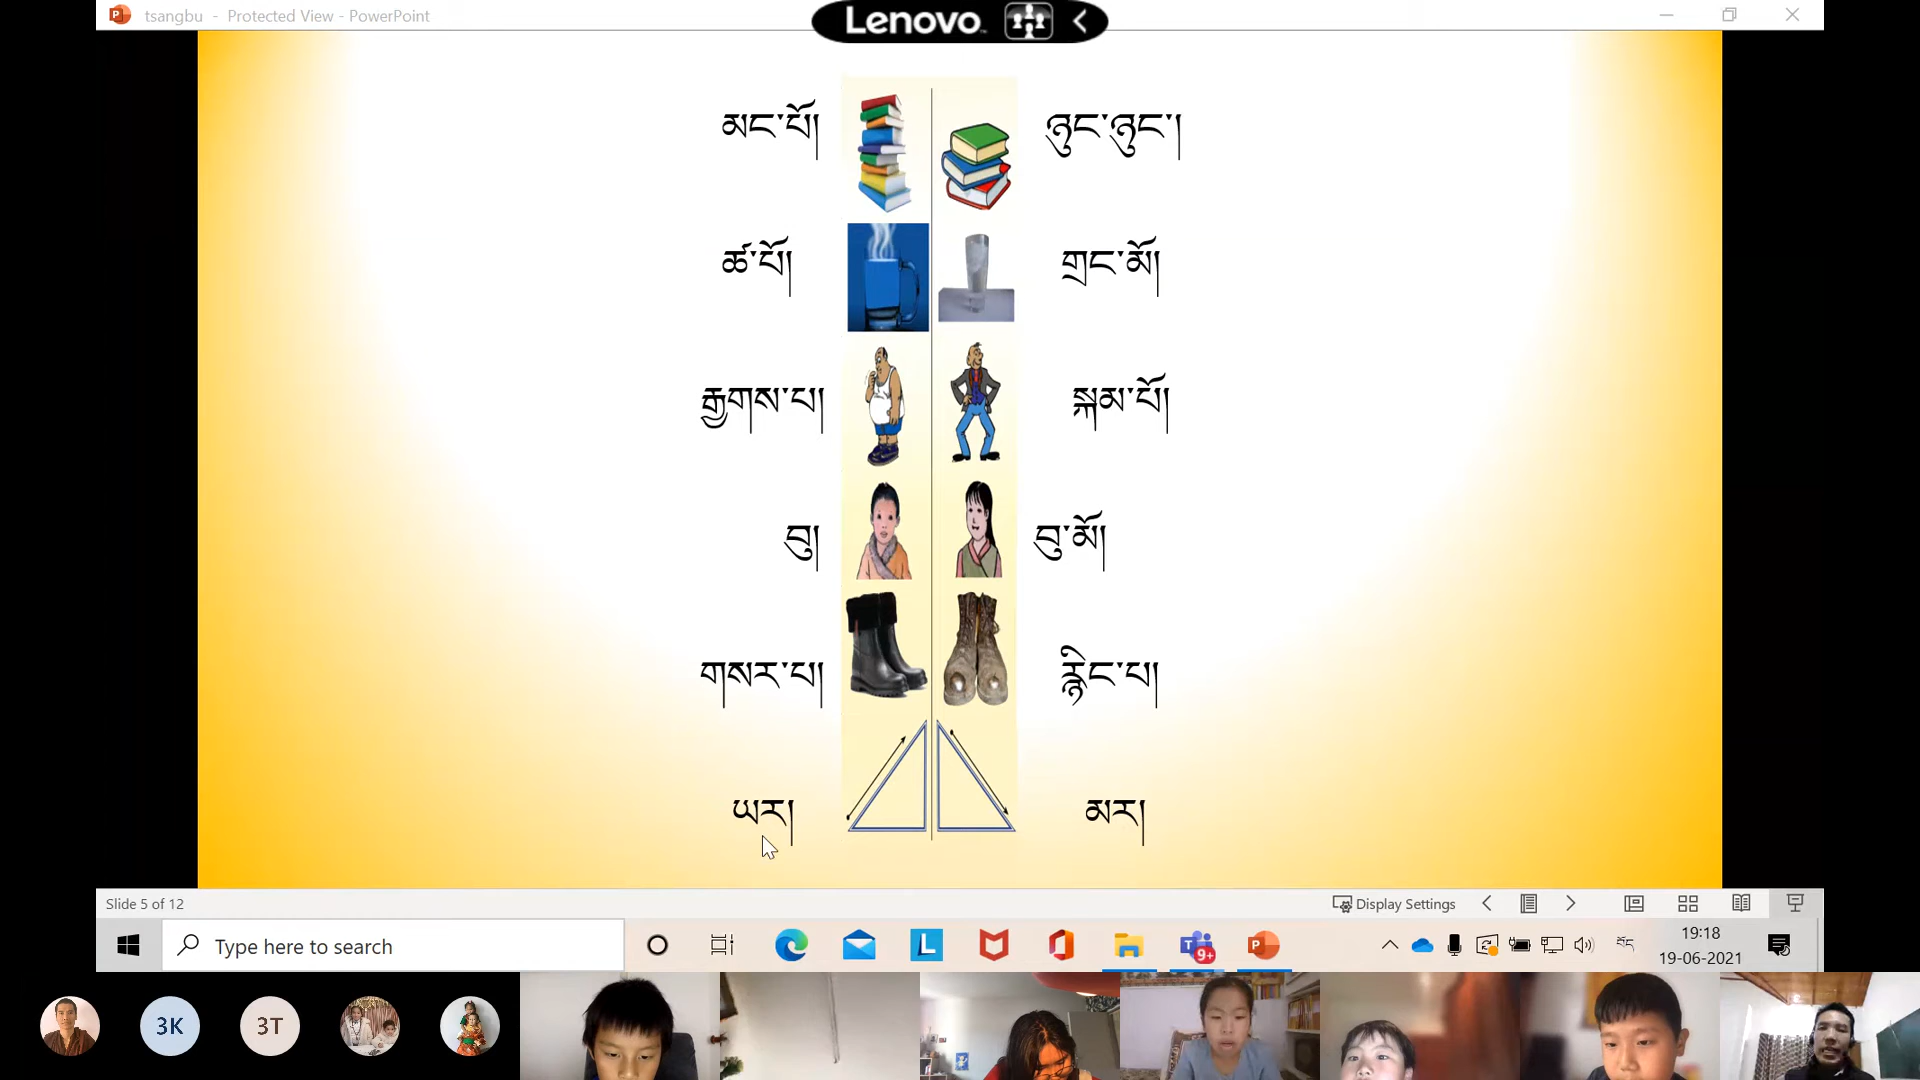 tsangbu - Protected View - PowerPoint
Lenovo
མང་པོ། ཉུང་ཉུང་།
ཚ་པོ། གྲང་མོ།
རྒྱགས་པ། སྐམ་པོ།
བུ། བུ་མོ།
གསར་པ། རྙིང་པ།
ཡར། མར།
Slide 5 of 12 Display Settings
Type here to search
9+
བོད
19:18
19-06-2021
3K 3T